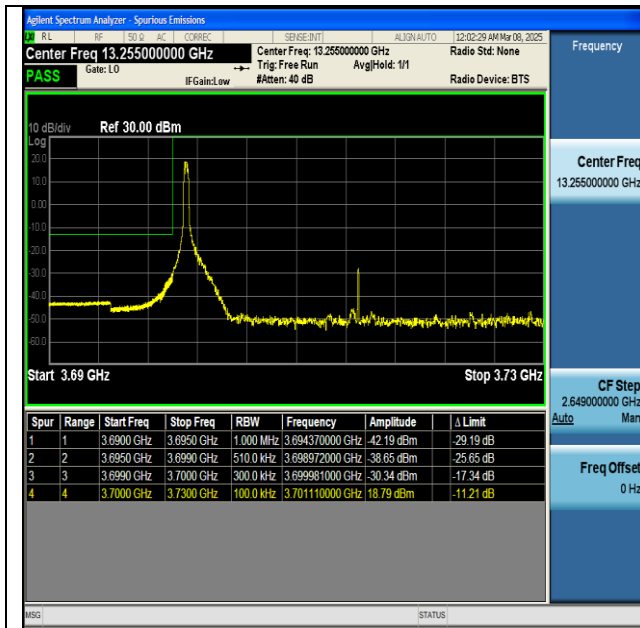 Agilent Spectrum Analyzer - Spurious Emissions
RL RF 50 Ω AC CORREC SENSE:INT ALIGN AUTO 12:02:29 AM Mar 08, 2025
Center Freq 13.255000000 GHz Center Freq: 13.255000000 GHz Radio Std: None
PASS Gate: LO Trig: Free Run Avg|Hold: 1/1
IFGain:Low #Atten: 40 dB Radio Device: BTS
Frequency
10 dB/div Ref 30.00 dBm
Log
20.0
10.0
0.00
-10.0
-20.0
-30.0
-40.0
-50.0
-60.0
Start 3.69 GHz Stop 3.73 GHz
Center Freq
13.255000000 GHz
CF Step
2.649000000 GHz
Auto Man
Freq Offset
0 Hz
Spur Range Start Freq Stop Freq RBW Frequency Amplitude Δ Limit
1 1 3.6900 GHz 3.6950 GHz 1.000 MHz 3.694370000 GHz -42.19 dBm -29.19 dB
2 2 3.6950 GHz 3.6990 GHz 510.0 kHz 3.698972000 GHz -38.65 dBm -25.65 dB
3 3 3.6990 GHz 3.7000 GHz 300.0 kHz 3.699981000 GHz -30.34 dBm -17.34 dB
4 4 3.7000 GHz 3.7300 GHz 100.0 kHz 3.701110000 GHz 18.79 dBm -11.21 dB
MSG STATUS